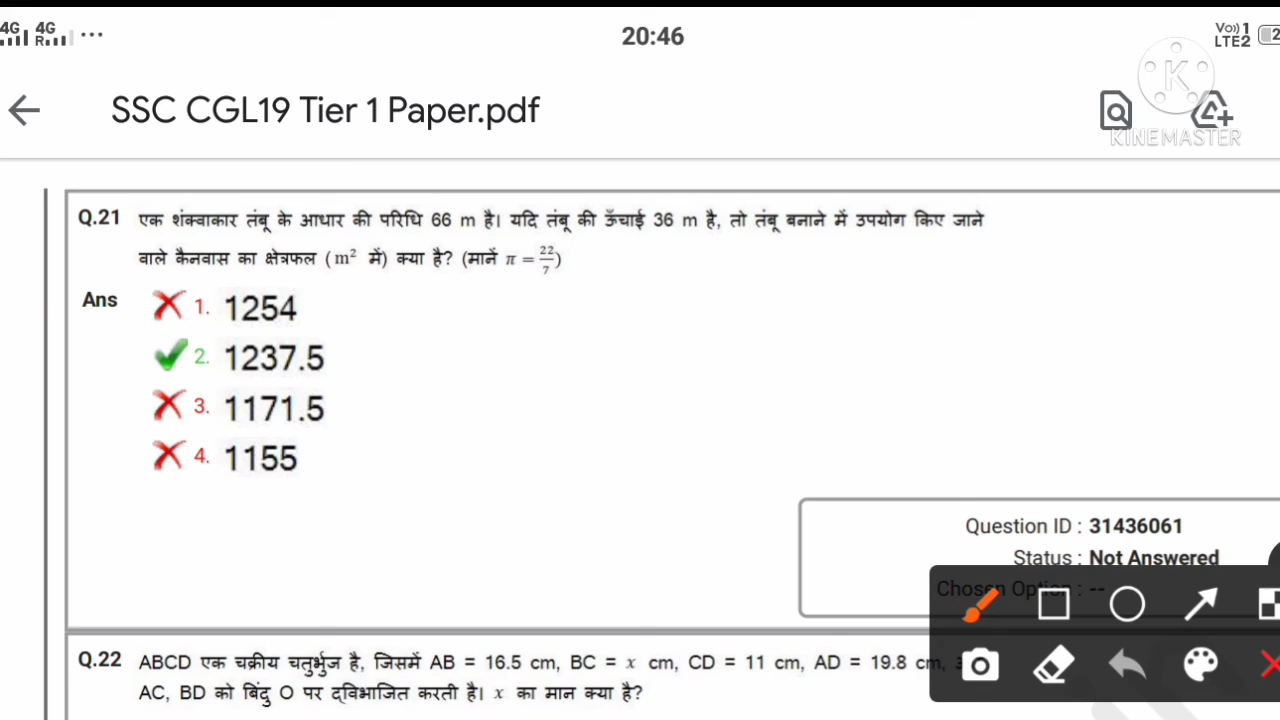 4G 4G
R
20:46
Vo)) 1
LTE2
2
SSC CGL19 Tier 1 Paper.pdf
K
KINEMASTER
Q.21 एक शंक्वाकार तंबू के आधार की परिधि 66 m है। यदि तंबू की ऊँचाई 36 m है, तो तंबू बनाने में उपयोग किए जाने
वाले कैनवास का क्षेत्रफल (m² में) क्या है? (मानें π = 22/7)
Ans
1. 1254
2. 1237.5
3. 1171.5
4. 1155
Question ID : 31436061
Status : Not Answered
Chosen Option : --
Q.22 ABCD एक चक्रीय चतुर्भुज है, जिसमें AB = 16.5 cm, BC = x cm, CD = 11 cm, AD = 19.8 cm,
AC, BD को बिंदु O पर द्विभाजित करती है। x का मान क्या है?